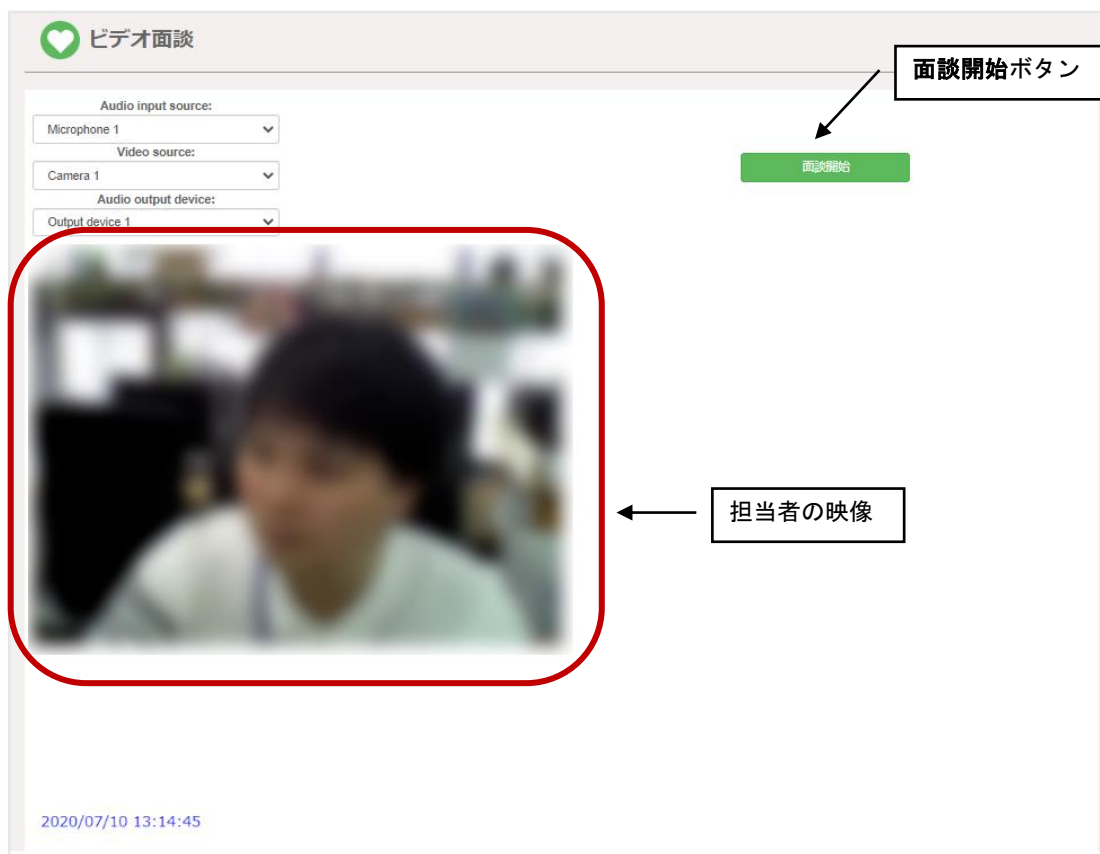 ビデオ面談
面談開始ボタン
Audio input source:
Microphone 1
Video source:
Camera 1
Audio output device:
Output device 1
面談開始
担当者の映像
2020/07/10 13:14:45